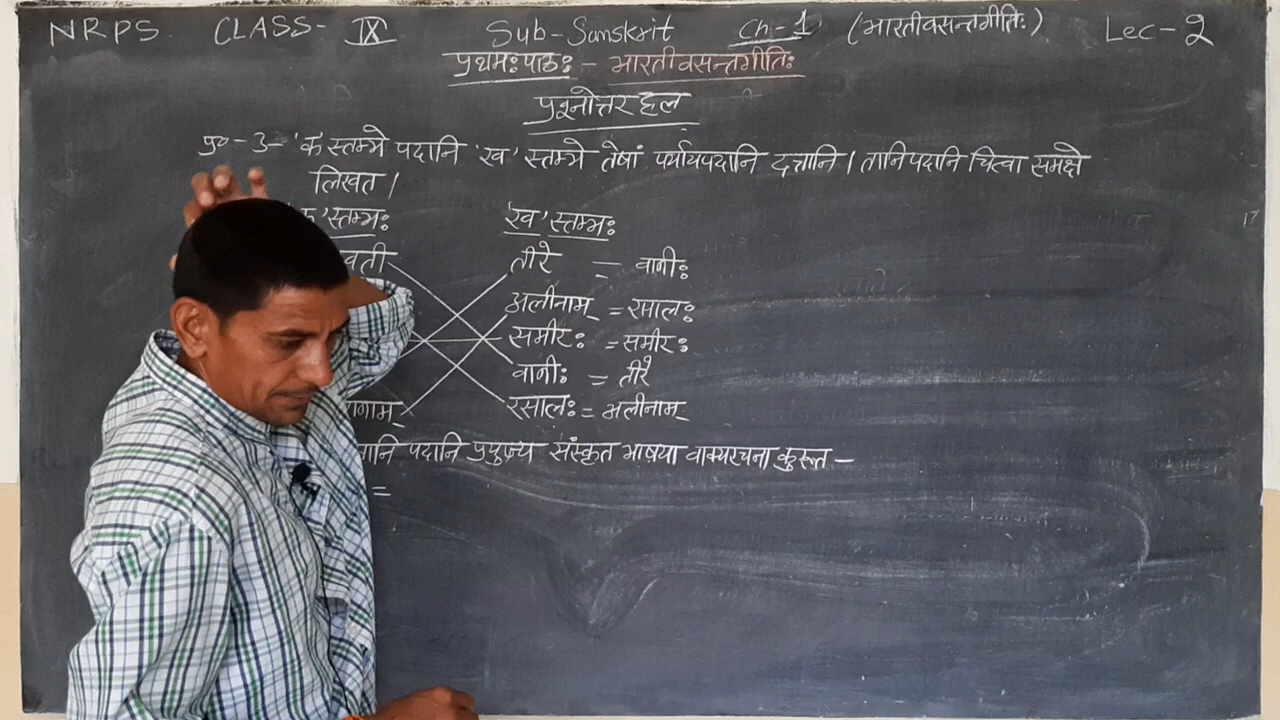 NRPS. CLASS- IX Sub-Sanskrit Ch-1 (भारतीवसन्तगीतिः) Lec-2
प्रथमःपाठः - भारतीवसन्तगीतिः
प्रश्नोत्तर हल
प्र०-3- 'क' स्तम्भे पदानि 'ख' स्तम्भे तेषां पर्यायपदानि दत्तानि। तानि पदानि चित्वा समक्षे
लिखत।
स्तम्भः 'ख' स्तम्भः
तीरे = वाणीः
अलीनाम् = रसालः
समीरः = समीरः
वाणीः = तीरे
रसालः = अलीनाम्
पदानि प्रयुज्य संस्कृत भाषया वाक्यरचना कुरूत -
=